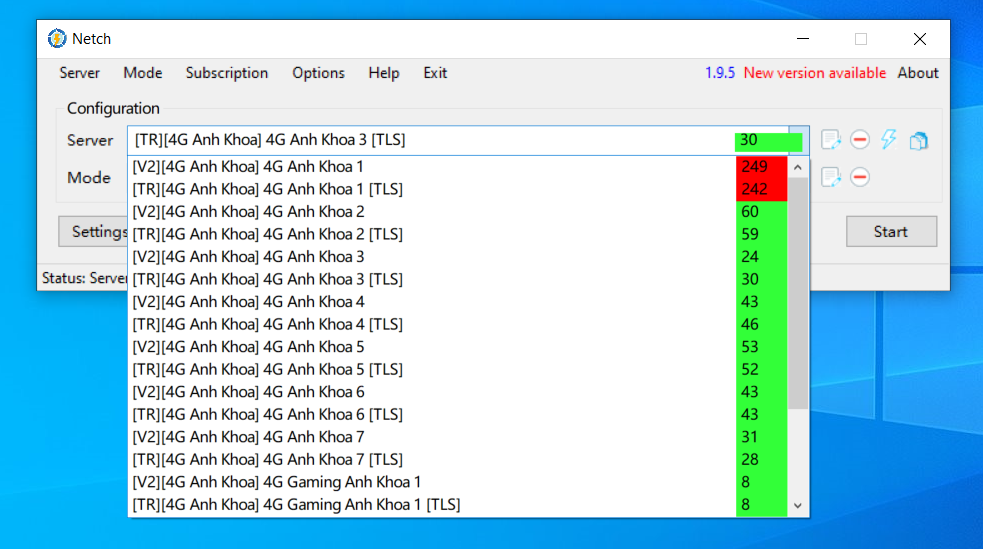 Netch
Server Mode Subscription Options Help Exit 1.9.5 New version available About
Configuration
Server [TR][4G Anh Khoa] 4G Anh Khoa 3 [TLS] 30
Mode
[V2][4G Anh Khoa] 4G Anh Khoa 1 249
[TR][4G Anh Khoa] 4G Anh Khoa 1 [TLS] 242
[V2][4G Anh Khoa] 4G Anh Khoa 2 60
[TR][4G Anh Khoa] 4G Anh Khoa 2 [TLS] 59
[V2][4G Anh Khoa] 4G Anh Khoa 3 24
[TR][4G Anh Khoa] 4G Anh Khoa 3 [TLS] 30
[V2][4G Anh Khoa] 4G Anh Khoa 4 43
[TR][4G Anh Khoa] 4G Anh Khoa 4 [TLS] 46
[V2][4G Anh Khoa] 4G Anh Khoa 5 53
[TR][4G Anh Khoa] 4G Anh Khoa 5 [TLS] 52
[V2][4G Anh Khoa] 4G Anh Khoa 6 43
[TR][4G Anh Khoa] 4G Anh Khoa 6 [TLS] 43
[V2][4G Anh Khoa] 4G Anh Khoa 7 31
[TR][4G Anh Khoa] 4G Anh Khoa 7 [TLS] 28
[V2][4G Anh Khoa] 4G Gaming Anh Khoa 1 8
[TR][4G Anh Khoa] 4G Gaming Anh Khoa 1 [TLS] 8
Settings Start
Status: Server